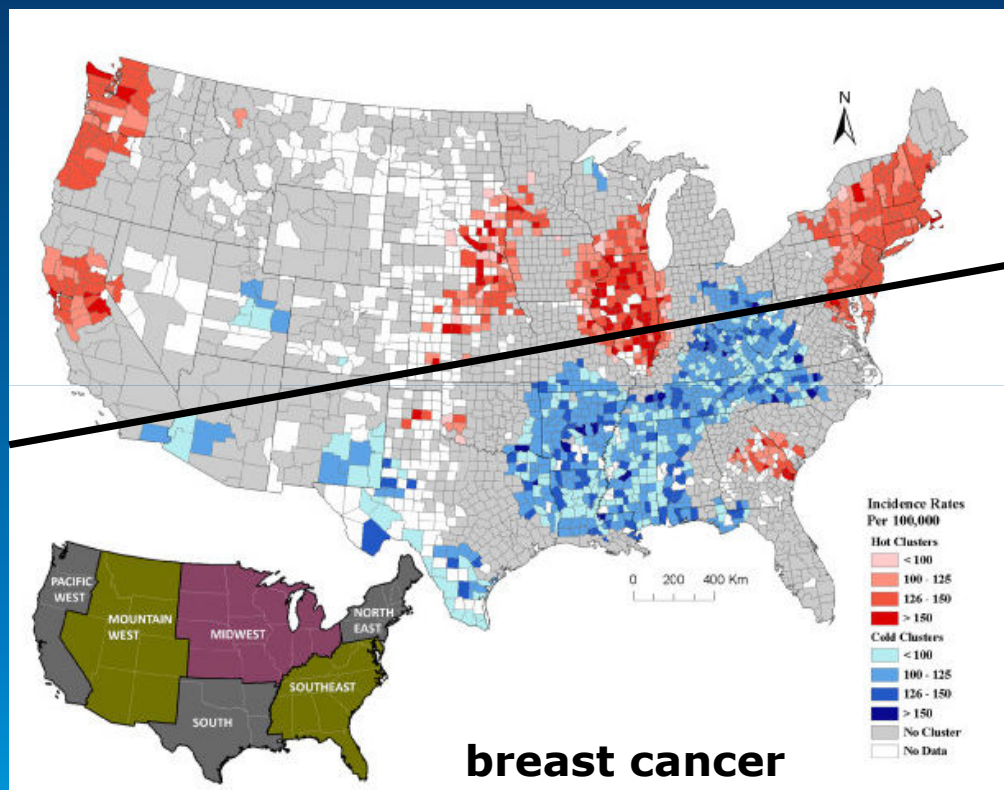 N
Incidence Rates
Per 100,000
Hot Clusters
< 100
100 - 125
126 - 150
> 150
Cold Clusters
< 100
100 - 125
126 - 150
> 150
No Cluster
No Data
0 200 400 Km
PACIFIC
WEST
MOUNTAIN
WEST
MIDWEST
NORTH
EAST
SOUTHEAST
SOUTH
breast cancer